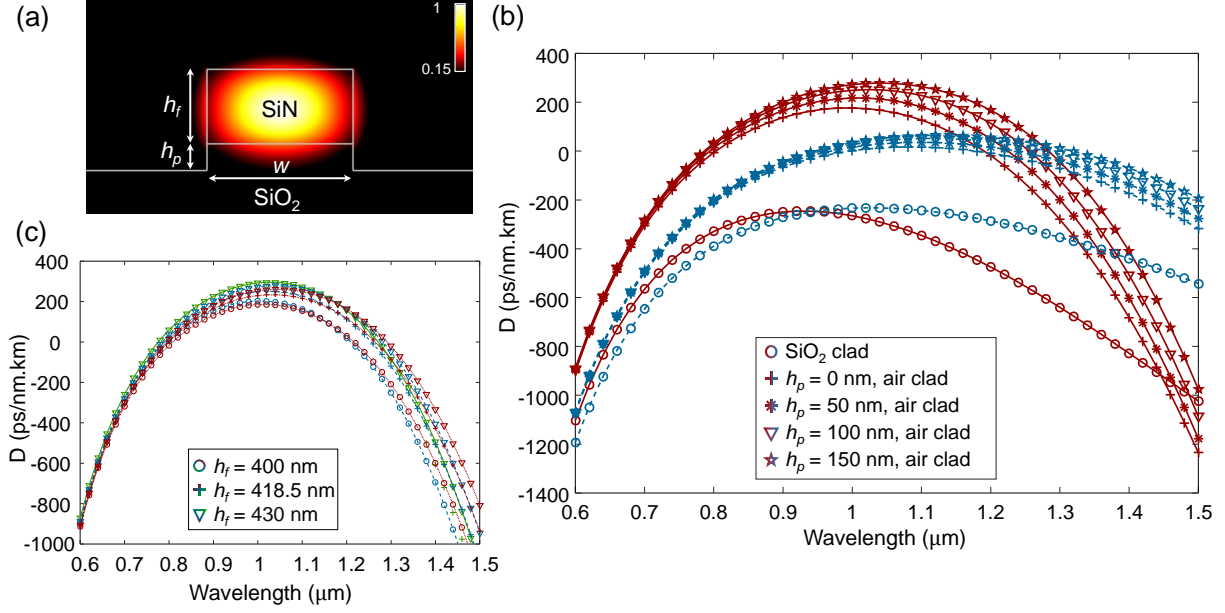 (a)
1
0.15
h_f
SiN
h_p
w
SiO₂
(b)
D (ps/nm.km)
400
200
0
-200
-400
-600
-800
-1000
-1200
-1400
SiO₂ clad
h_p = 0 nm, air clad
h_p = 50 nm, air clad
h_p = 100 nm, air clad
h_p = 150 nm, air clad
0.6 0.7 0.8 0.9 1 1.1 1.2 1.3 1.4 1.5
Wavelength (μm)
(c)
D (ps/nm.km)
400
200
0
-200
-400
-600
-800
-1000
h_f = 400 nm
h_f = 418.5 nm
h_f = 430 nm
0.6 0.7 0.8 0.9 1 1.1 1.2 1.3 1.4 1.5
Wavelength (μm)